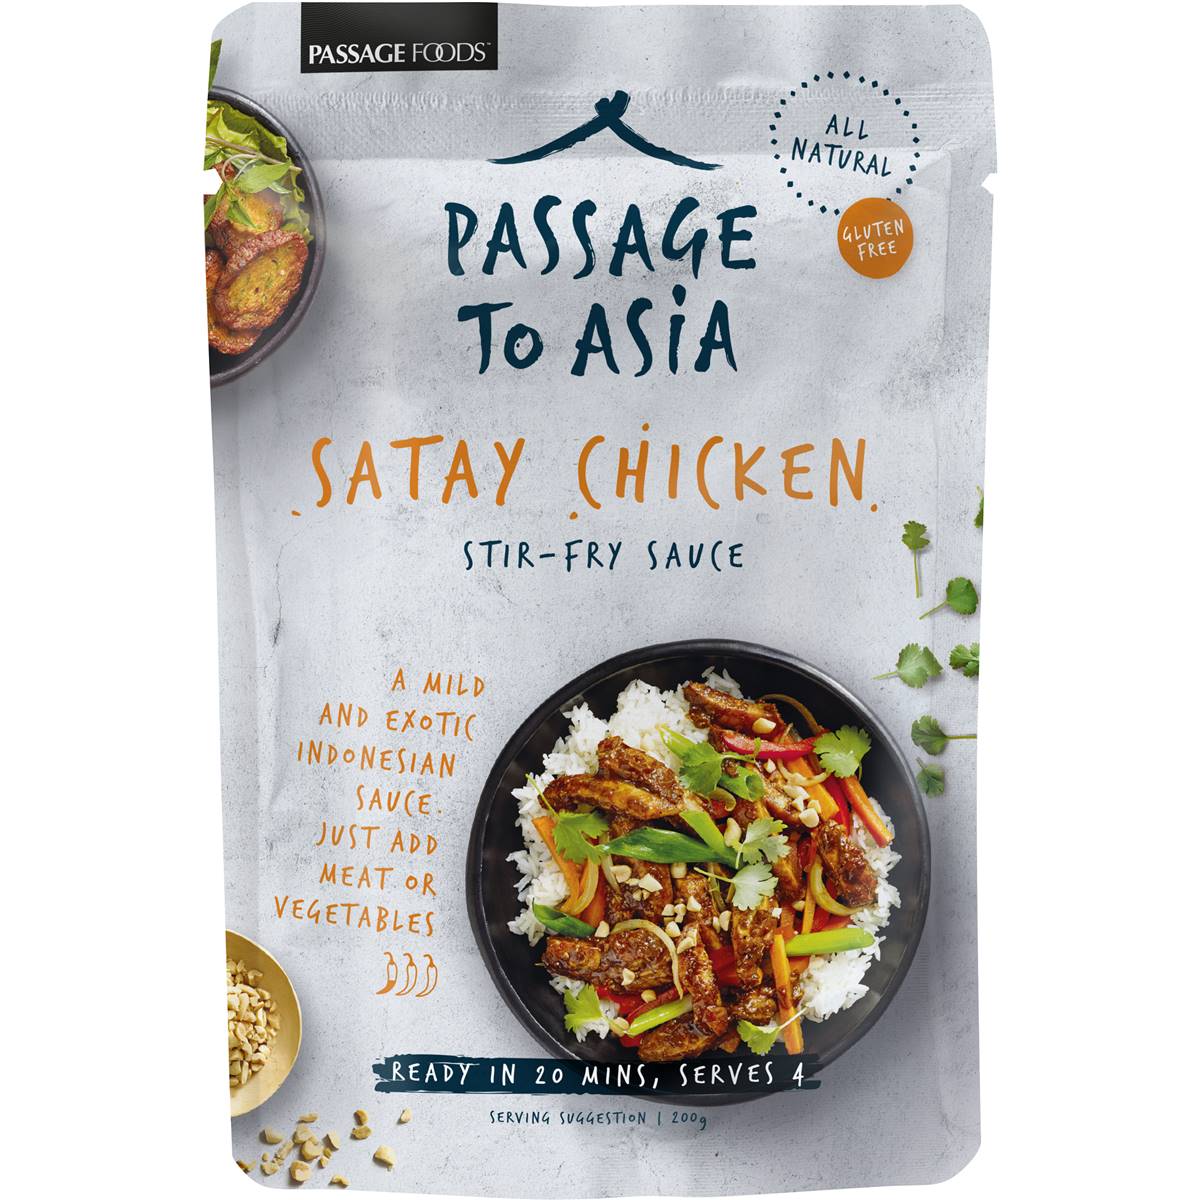 PASSAGE FOODS™
ALL
NATURAL
GLUTEN
FREE
PASSAGE
TO ASIA
SATAY CHICKEN
STIR-FRY SAUCE
A MILD
AND EXOTIC
INDONESIAN
SAUCE.
JUST ADD
MEAT OR
VEGETABLES
READY IN 20 MINS, SERVES 4
SERVING SUGGESTION | 200g